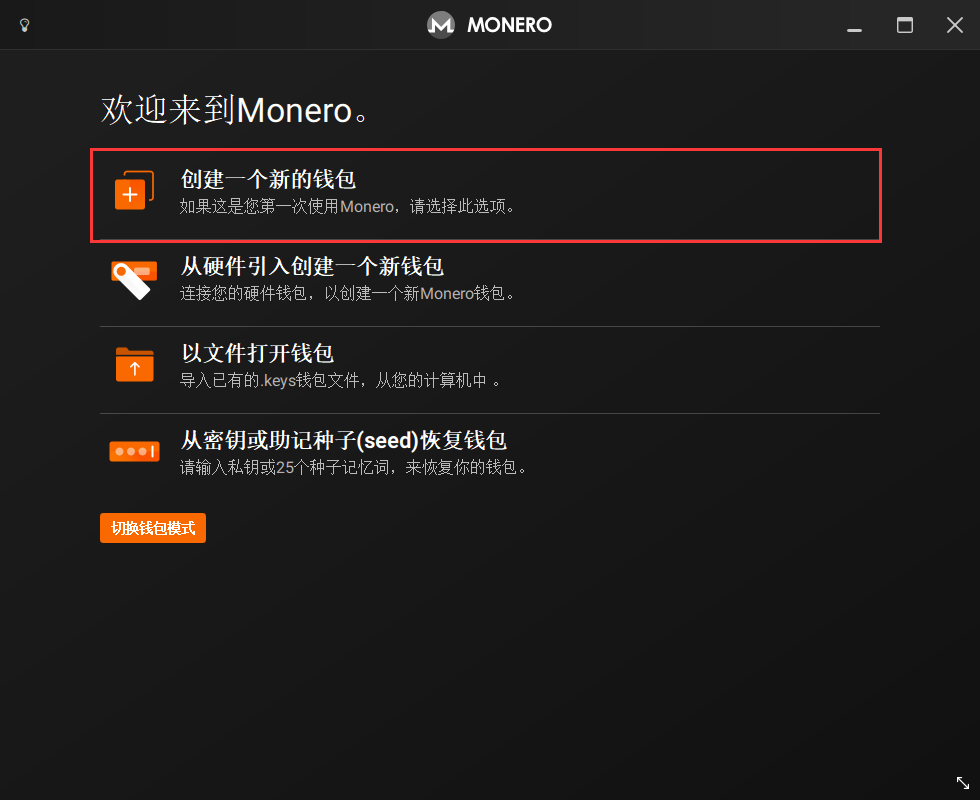 MONERO
欢迎来到Monero。
创建一个新的钱包
如果这是您第一次使用Monero，请选择此选项。
从硬件引入创建一个新钱包
连接您的硬件钱包，以创建一个新Monero钱包。
以文件打开钱包
导入已有的.keys钱包文件，从您的计算机中 。
从密钥或助记种子(seed)恢复钱包
请输入私钥或25个种子记忆词，来恢复你的钱包。
切换钱包模式